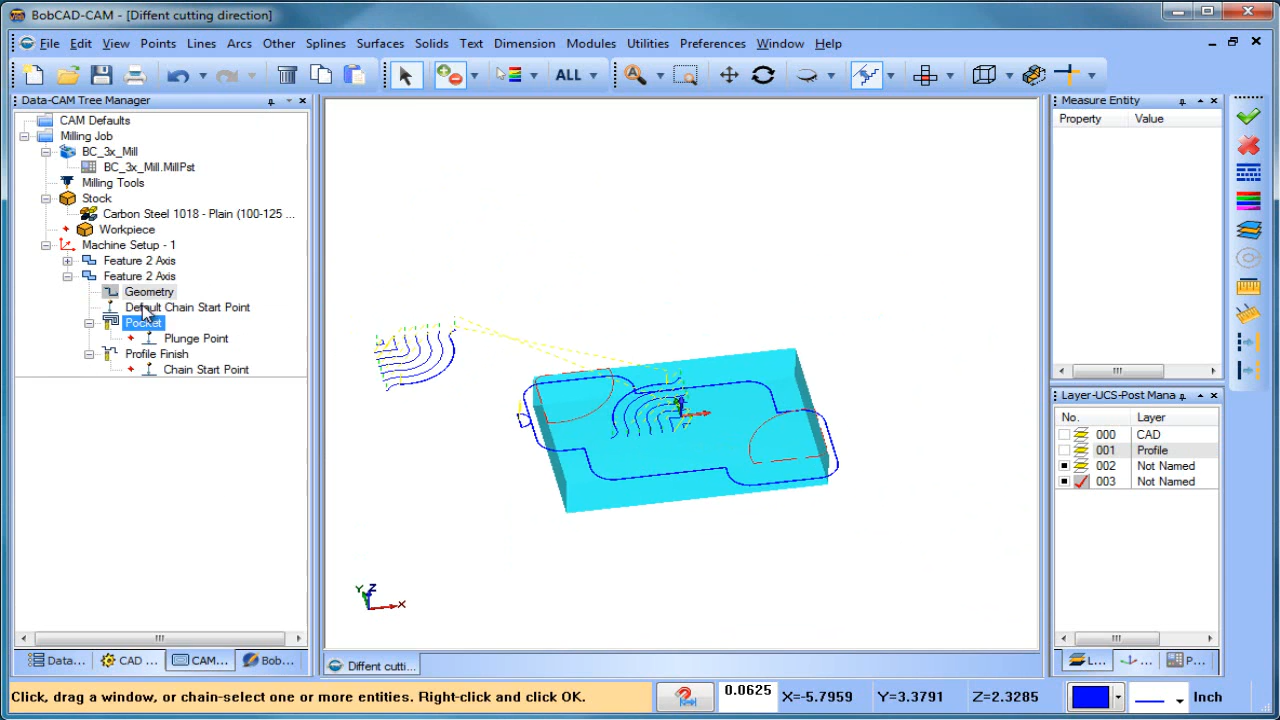 BobCAD-CAM - [Diffent cutting direction]
File Edit View Points Lines Arcs Other Splines Surfaces Solids Text Dimension Modules Utilities Preferences Window Help
ALL
Data-CAM Tree Manager
CAM Defaults
Milling Job
BC_3x_Mill
BC_3x_Mill.MillPst
Milling Tools
Stock
Carbon Steel 1018 - Plain (100-125 ...
Workpiece
Machine Setup - 1
Feature 2 Axis
Feature 2 Axis
Geometry
Default Chain Start Point
Pocket
Plunge Point
Profile Finish
Chain Start Point
Data... CAD ... CAM... Bob...
Y Z
X
Diffent cutti...
Measure Entity
Property Value
Layer-UCS-Post Mana
No. Layer
000 CAD
001 Profile
002 Not Named
003 Not Named
L... ... P...
Click, drag a window, or chain-select one or more entities. Right-click and click OK.
0.0625 X=-5.7959 Y=3.3791 Z=2.3285 Inch